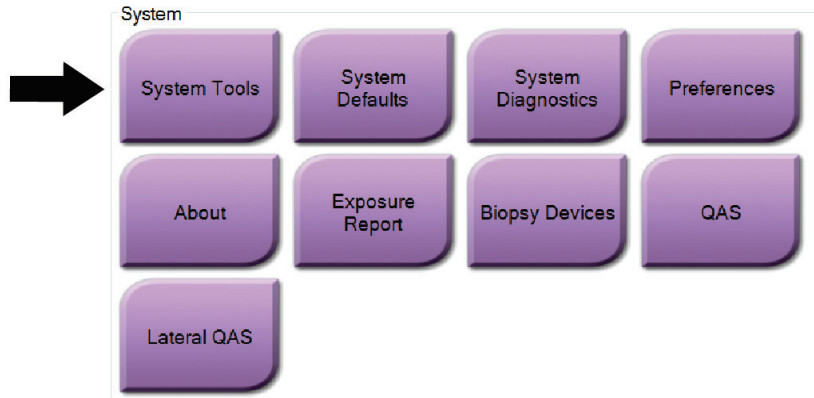 System
System Tools
System
Defaults
System
Diagnostics
Preferences
About
Exposure
Report
Biopsy Devices
QAS
Lateral QAS